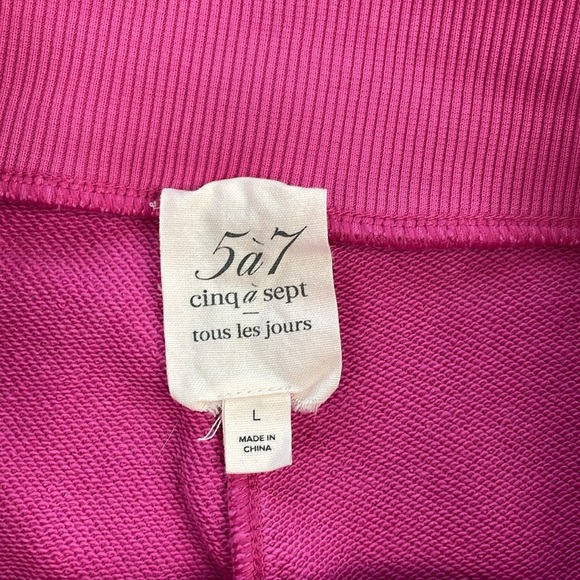 5à7
cinq à sept
tous les jours
L
MADE IN
CHINA